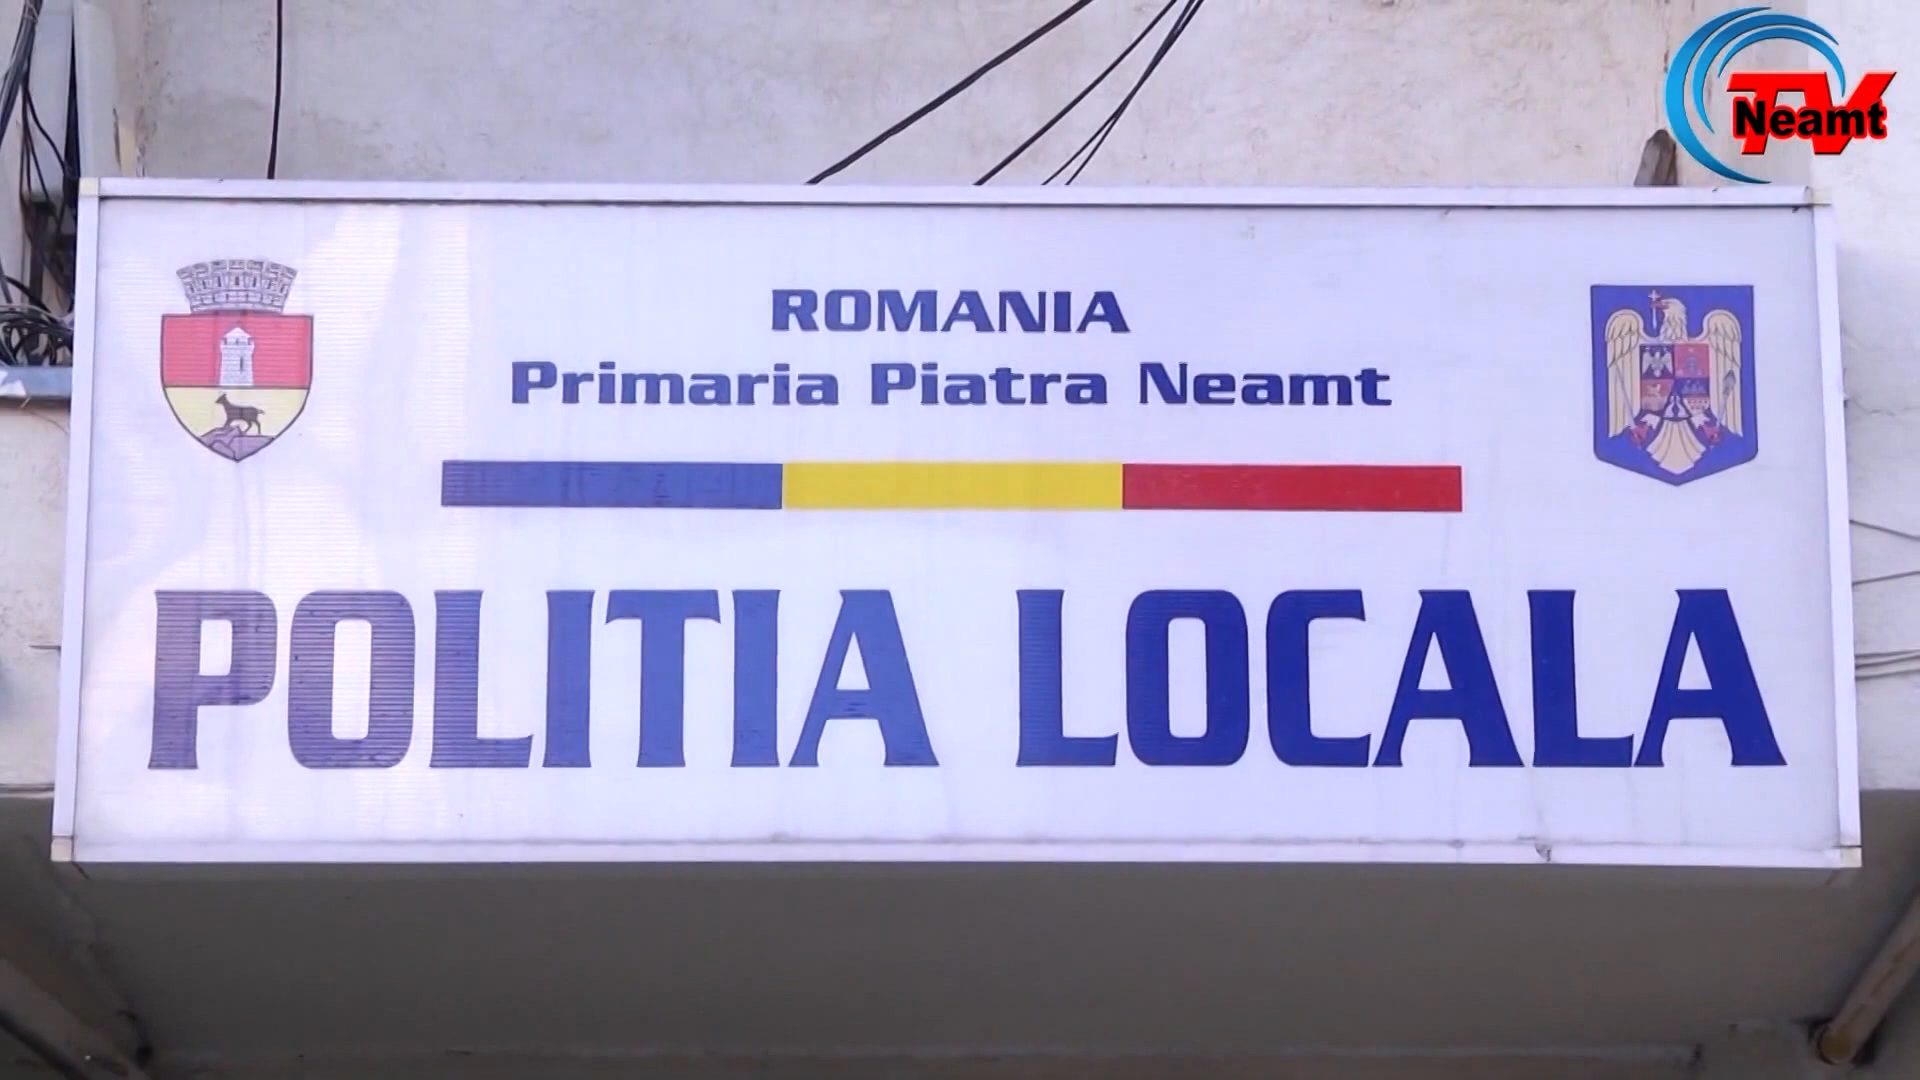 TV
Neamt
ROMANIA
Primaria Piatra Neamt
POLITIA LOCALA